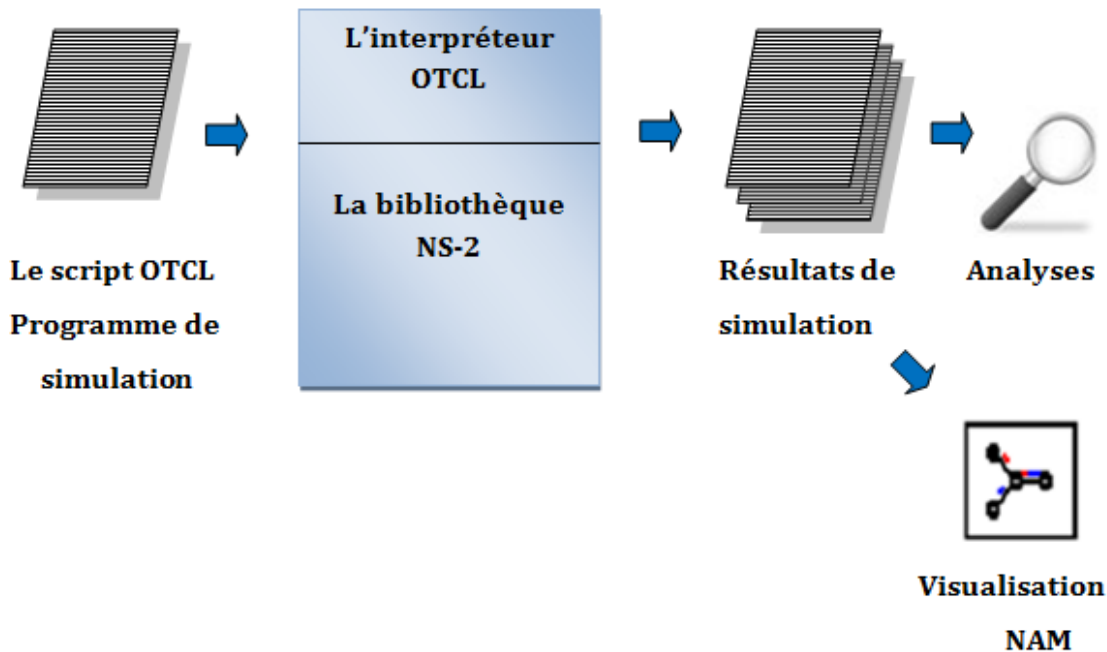 L'interpréteur
OTCL
La bibliothèque
NS-2
Le script OTCL
Programme de
simulation
Résultats de
simulation
Analyses
Visualisation
NAM